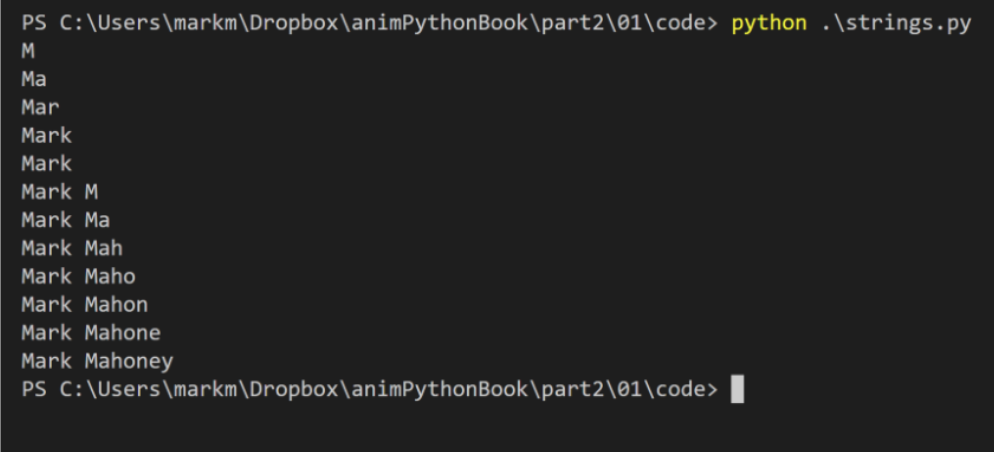 PS C:\Users\markm\Dropbox\animPythonBook\part2\01\code> python .\strings.py
M
Ma
Mar
Mark
Mark
Mark M
Mark Ma
Mark Mah
Mark Maho
Mark Mahon
Mark Mahone
Mark Mahoney
PS C:\Users\markm\Dropbox\animPythonBook\part2\01\code>